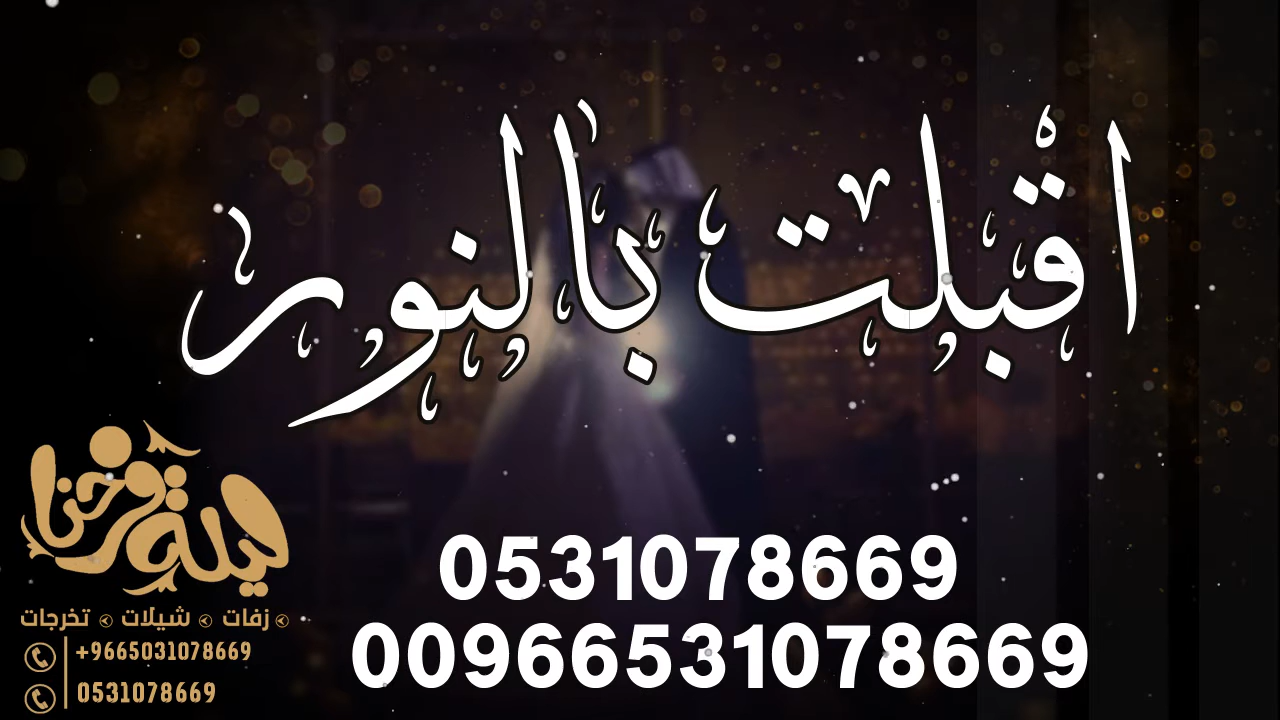 اقبلت بالنور
0531078669
00966531078669
ليلة فرحنا
زفات شيلات تخرجات
+9665031078669
0531078669